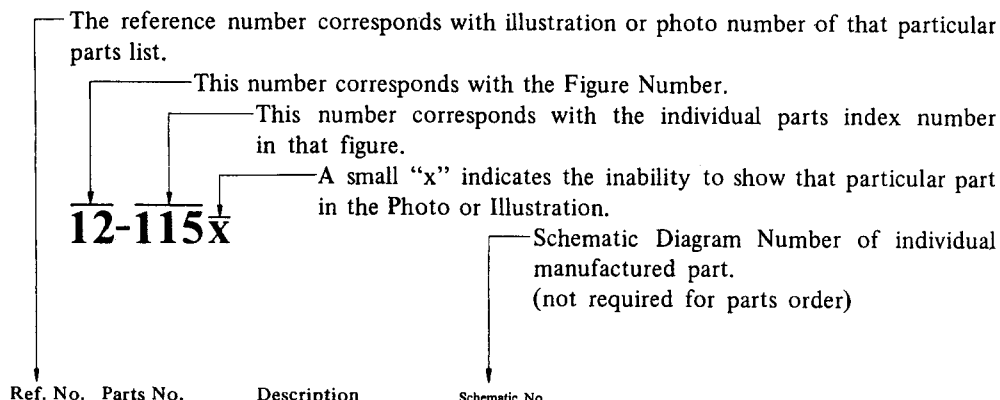 The reference number corresponds with illustration or photo number of that particular
parts list.
This number corresponds with the Figure Number.
This number corresponds with the individual parts index number
in that figure.
A small “x” indicates the inability to show that particular part
in the Photo or Illustration.
12-115x
Schematic Diagram Number of individual
manufactured part.
(not required for parts order)
Ref. No. Parts No. Description Schematic No.